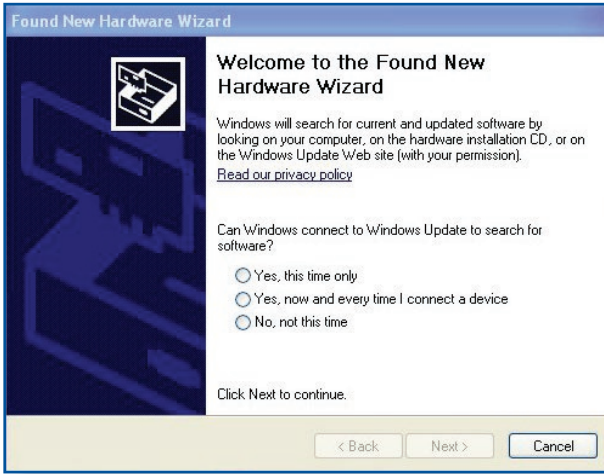 Found New Hardware Wizard
Welcome to the Found New
Hardware Wizard
Windows will search for current and updated software by
looking on your computer, on the hardware installation CD, or on
the Windows Update Web site (with your permission).
Read our privacy policy
Can Windows connect to Windows Update to search for
software?
Yes, this time only
Yes, now and every time I connect a device
No, not this time
Click Next to continue.
< Back Next > Cancel